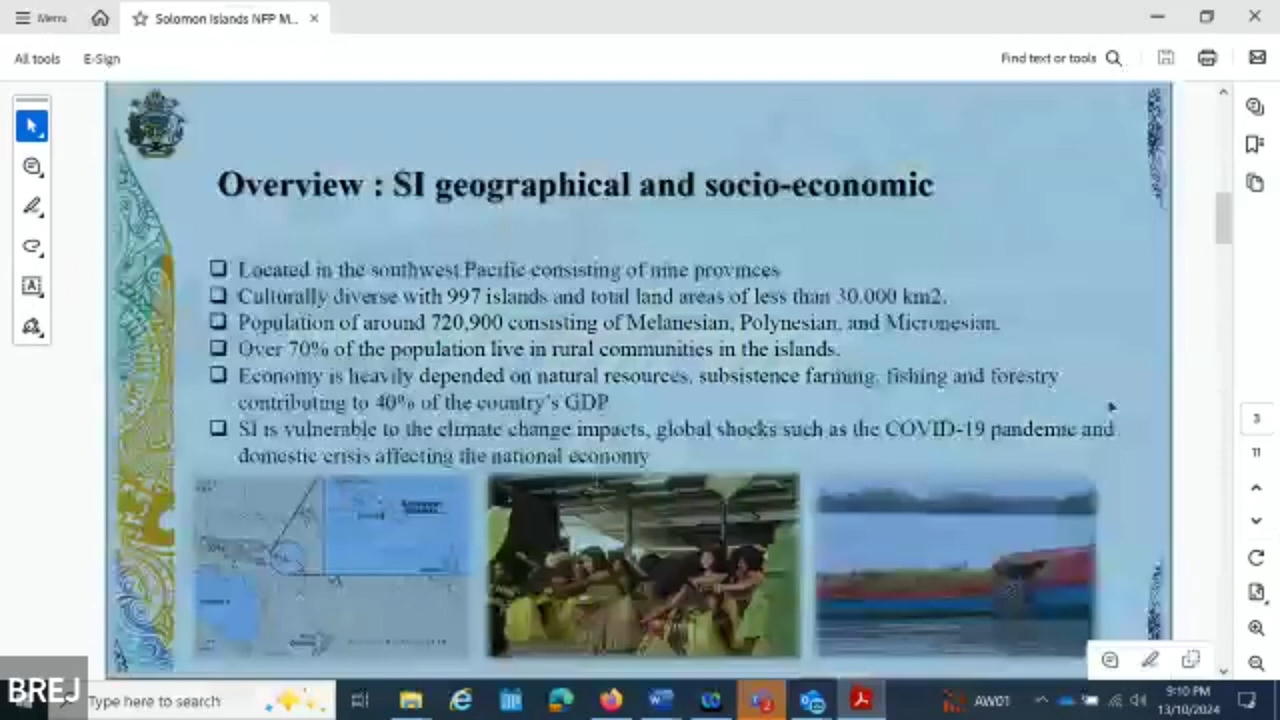 Menu
Solomon Islands NFP M..
All tools
E-Sign
Find text or tools
Overview : SI geographical and socio-economic
Located in the southwest Pacific consisting of nine provinces
Culturally diverse with 997 islands and total land areas of less than 30.000 km2.
Population of around 720,900 consisting of Melanesian, Polynesian, and Micronesian.
Over 70% of the population live in rural communities in the islands.
Economy is heavily depended on natural resources, subsistence farming, fishing and forestry
contributing to 40% of the country's GDP
SI is vulnerable to the climate change impacts, global shocks such as the COVID-19 pandemic and
domestic crisis affecting the national economy
3
11
BREJ
Type here to search
AW01
9:10 PM
13/10/2024